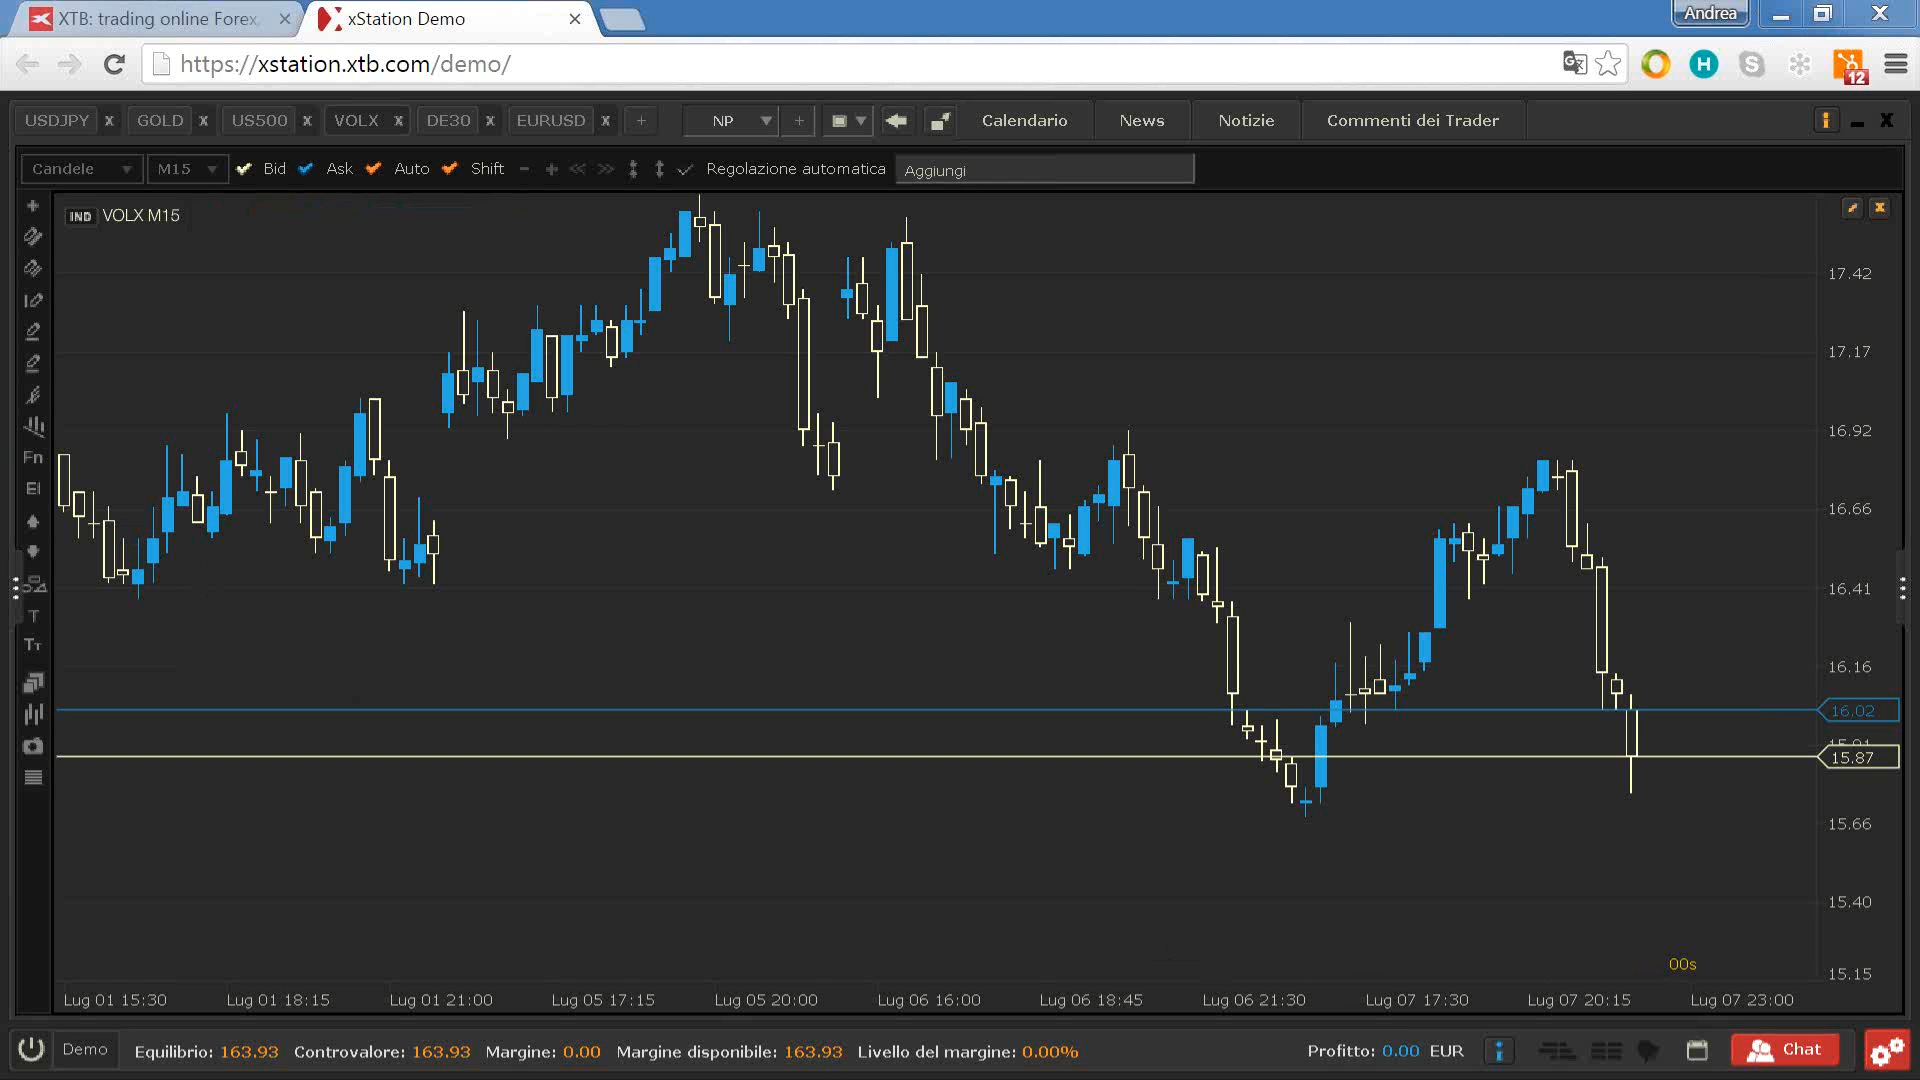 XTB: trading online Forex, xStation Demo Andrea
https://xstation.xtb.com/demo/ H S 12
USDJPY x GOLD x US500 x VOLX x DE30 x EURUSD x + NP + Calendario News Notizie Commenti dei Trader
Candele M15 Bid Ask Auto Shift Regolazione automatica Aggiungi
IND VOLX M15
17.42
17.17
16.92
Fn
EI
16.66
16.41
T
Tт
16.16
16.02
15.91
15.87
15.66
15.40
00s
15.15
Lug 01 15:30 Lug 01 18:15 Lug 01 21:00 Lug 05 17:15 Lug 05 20:00 Lug 06 16:00 Lug 06 18:45 Lug 06 21:30 Lug 07 17:30 Lug 07 20:15 Lug 07 23:00
Demo Equilibrio: 163.93 Controvalore: 163.93 Margine: 0.00 Margine disponibile: 163.93 Livello del margine: 0.00% Profitto: 0.00 EUR Chat